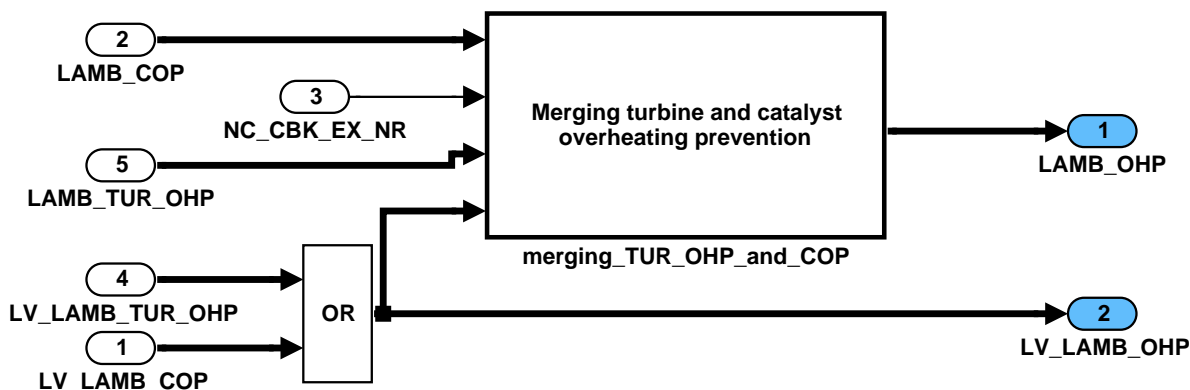 2
LAMB_COP
3
NC_CBK_EX_NR
5
LAMB_TUR_OHP
4
LV_LAMB_TUR_OHP
1
LV_LAMB_COP
OR
Merging turbine and catalyst
overheating prevention
merging_TUR_OHP_and_COP
1
LAMB_OHP
2
LV_LAMB_OHP